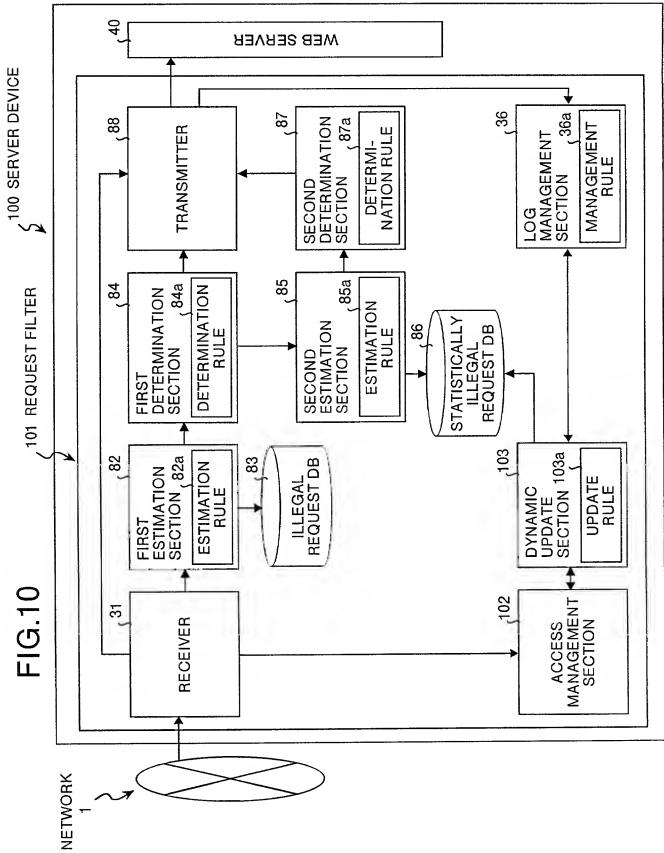 FIG.10
100 SERVER DEVICE
101 REQUEST FILTER
NETWORK
1
31
RECEIVER
82
FIRST
ESTIMATION
SECTION
82a
ESTIMATION
RULE
83
ILLEGAL
REQUEST DB
84
FIRST
DETERMINATION
SECTION
84a
DETERMINATION
RULE
88
TRANSMITTER
40
WEB SERVER
85
SECOND
ESTIMATION
SECTION
85a
ESTIMATION
RULE
87
SECOND
DETERMINATION
SECTION
87a
DETERMI-
NATION RULE
86
STATISTICALLY
ILLEGAL
REQUEST DB
102
ACCESS
MANAGEMENT
SECTION
103
DYNAMIC
UPDATE
SECTION
103a
UPDATE
RULE
36
LOG
MANAGEMENT
SECTION
36a
MANAGEMENT
RULE